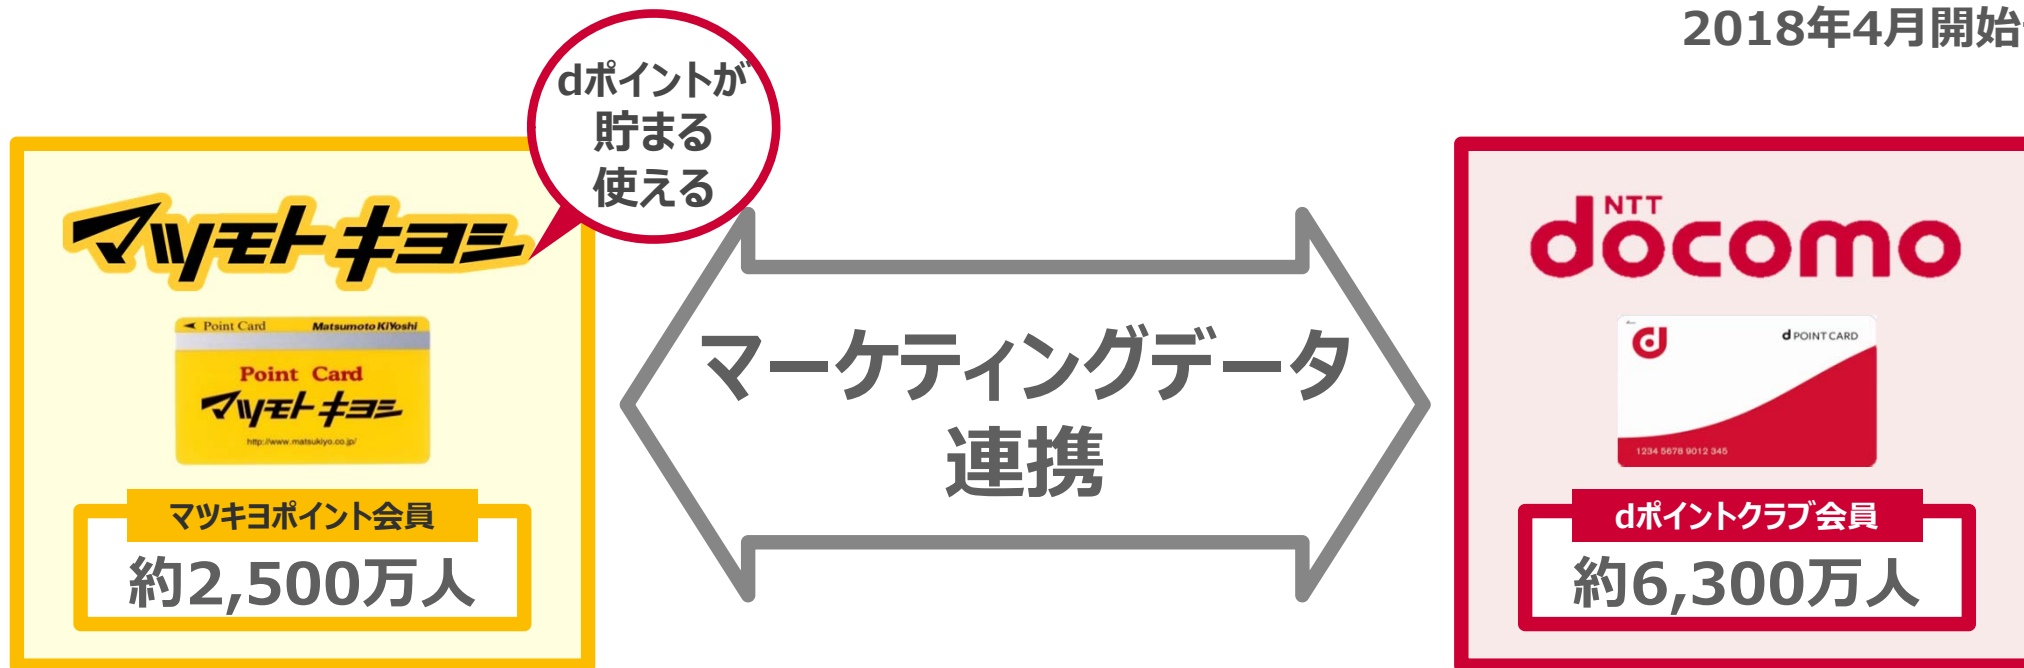 2018年4月開始
dポイントが
貯まる
使える
マツモトキヨシ
Point Card Matsumoto KiYoshi
Point Card
マツモトキヨシ
http://www.matsukiyo.co.jp/
マツキヨポイント会員
約2,500万人
マーケティングデータ
連携
NTT
docomo
d POINT CARD
1234 5678 9012 345
dポイントクラブ会員
約6,300万人